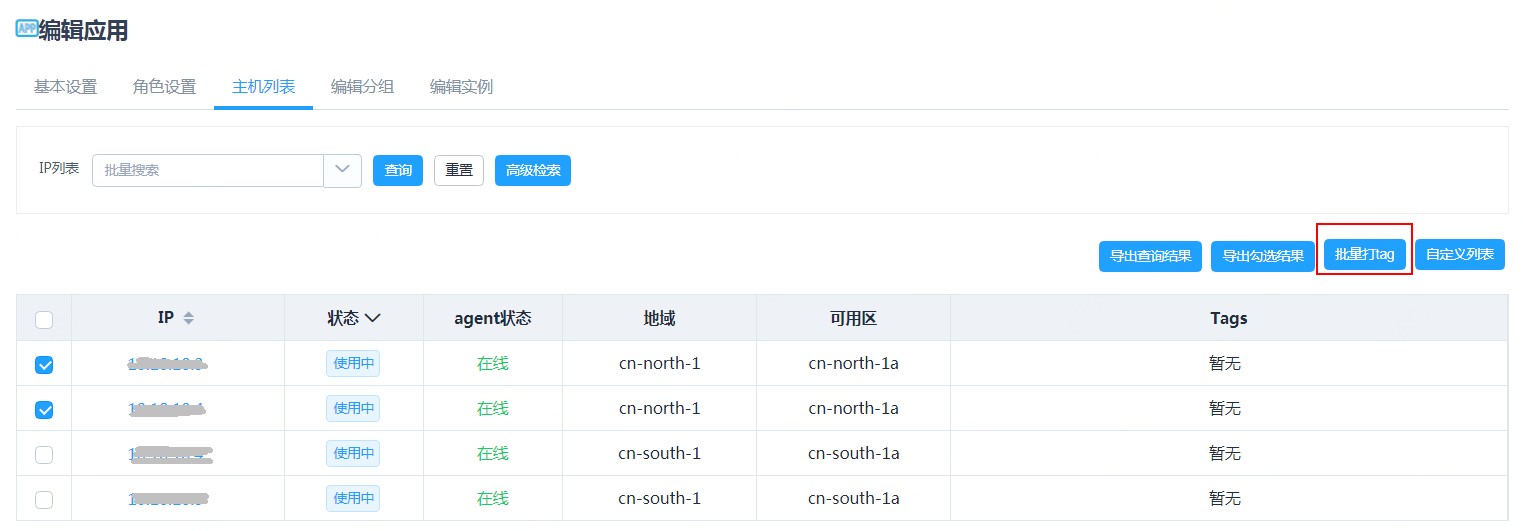 APP编辑应用
基本设置 角色设置 主机列表 编辑分组 编辑实例
IP列表 批量搜索 查询 重置 高级检索
导出查询结果 导出勾选结果 批量打tag 自定义列表
IP 状态 agent状态 地域 可用区 Tags
使用中 在线 cn-north-1 cn-north-1a 暂无
使用中 在线 cn-north-1 cn-north-1a 暂无
使用中 在线 cn-south-1 cn-south-1a 暂无
使用中 在线 cn-south-1 cn-south-1a 暂无